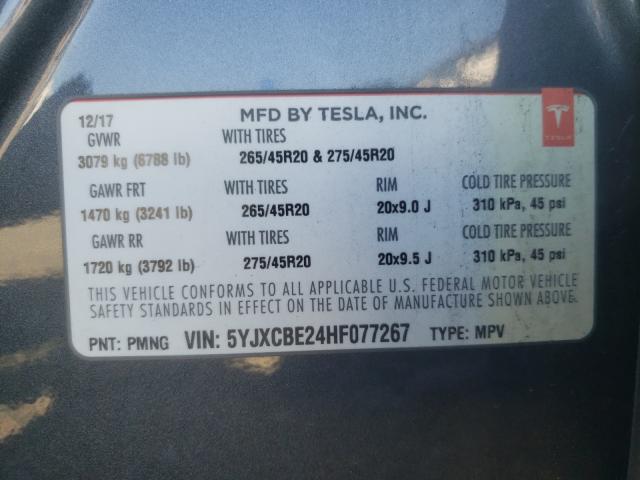 12/17 MFD BY TESLA, INC.
GVWR WITH TIRES
3079 kg (6788 lb) 265/45R20 & 275/45R20
GAWR FRT WITH TIRES RIM COLD TIRE PRESSURE
1470 kg (3241 lb) 265/45R20 20x9.0 J 310 kPa, 45 psi
GAWR RR WITH TIRES RIM COLD TIRE PRESSURE
1720 kg (3792 lb) 275/45R20 20x9.5 J 310 kPa, 45 psi
THIS VEHICLE CONFORMS TO ALL APPLICABLE U.S. FEDERAL MOTOR VEHICLE
SAFETY STANDARDS IN EFFECT ON THE DATE OF MANUFACTURE SHOWN ABOVE.
PNT: PMNG VIN: 5YJXCBE24HF077267 TYPE: MPV
TESLA